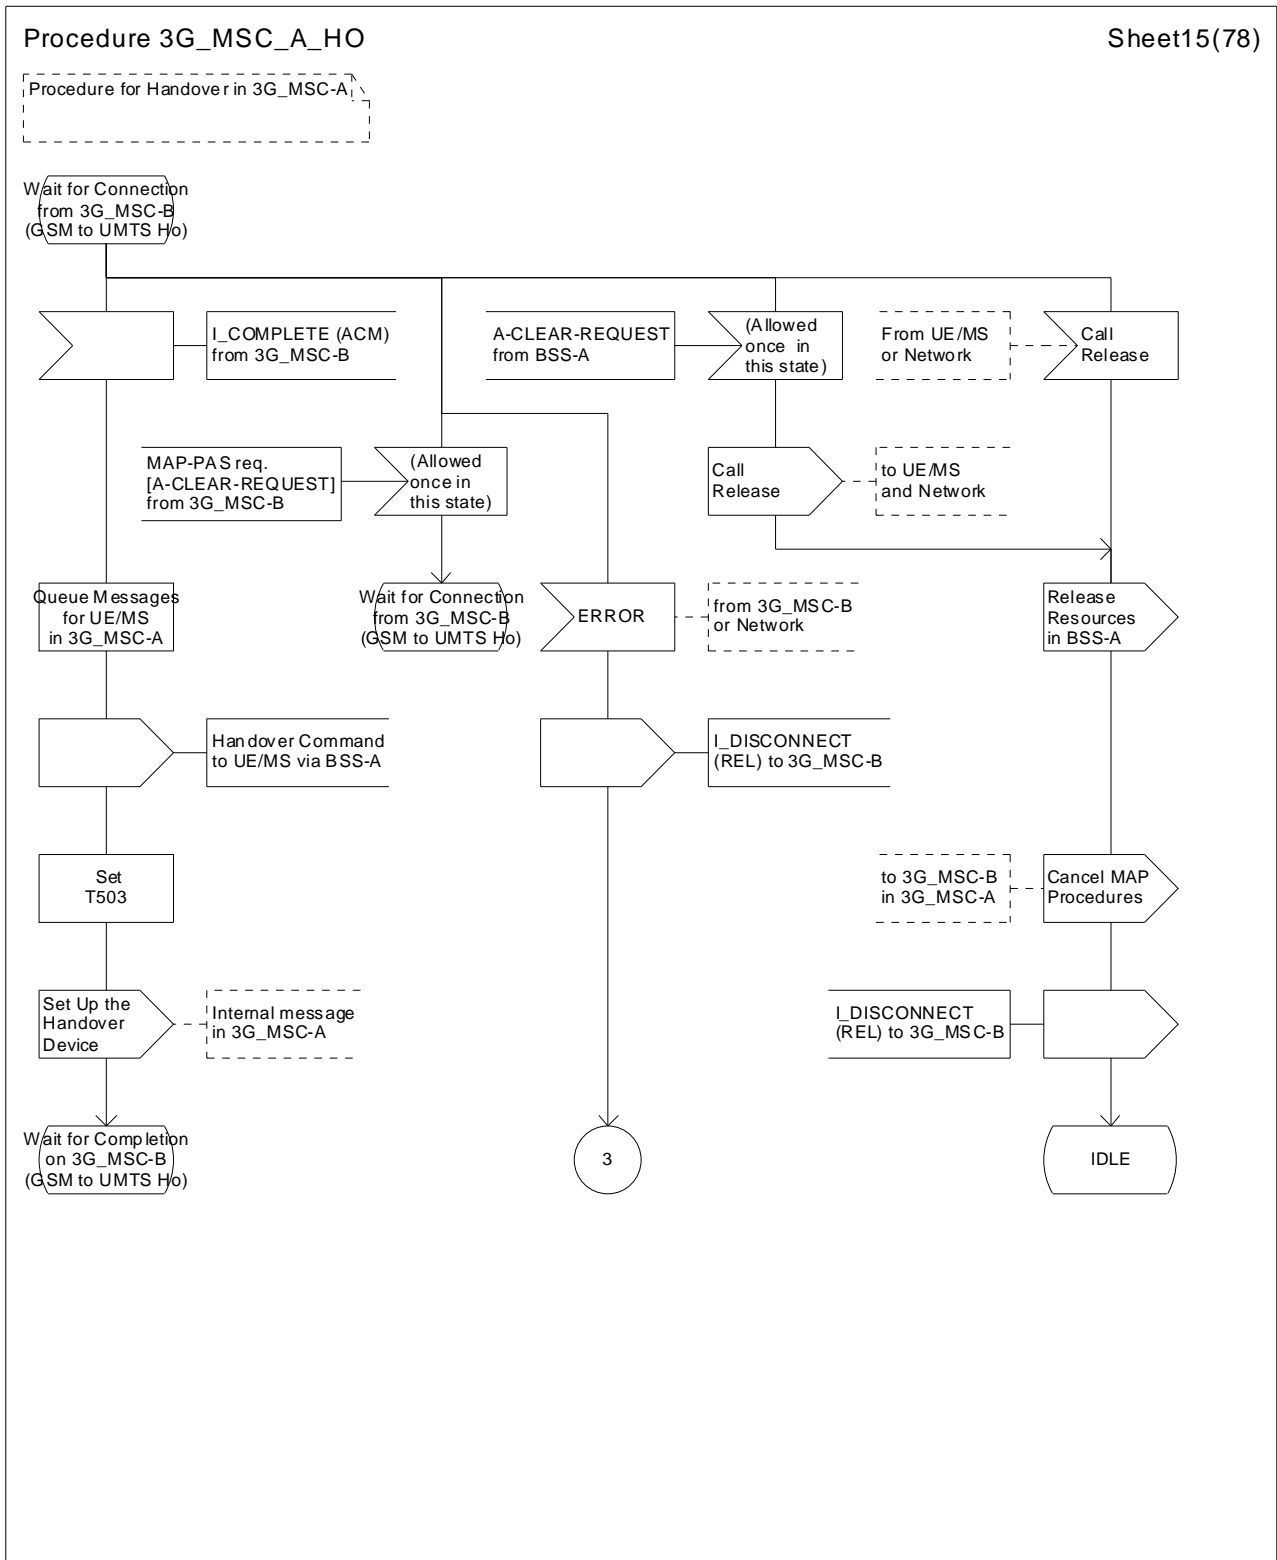 Procedure 3G_MSC_A_HO
Sheet15(78)
Procedure for Handover in 3G_MSC-A
Wait for Connection
from 3G_MSC-B
(GSM to UMTS Ho)
I_COMPLETE (ACM)
from 3G_MSC-B
A-CLEAR-REQUEST
from BSS-A
(Allowed
once in
this state)
From UE/MS
or Network
Call
Release
MAP-PAS req.
[A-CLEAR-REQUEST]
from 3G_MSC-B
(Allowed
once in
this state)
Call
Release
to UE/MS
and Network
Queue Messages
for UE/MS
in 3G_MSC-A
Wait for Connection
from 3G_MSC-B
(GSM to UMTS Ho)
ERROR
from 3G_MSC-B
or Network
Release
Resources
in BSS-A
Handover Command
to UE/MS via BSS-A
I_DISCONNECT
(REL) to 3G_MSC-B
Set
T503
to 3G_MSC-B
in 3G_MSC-A
Cancel MAP
Procedures
Set Up the
Handover
Device
Internal message
in 3G_MSC-A
I_DISCONNECT
(REL) to 3G_MSC-B
Wait for Completion
on 3G_MSC-B
(GSM to UMTS Ho)
3
IDLE